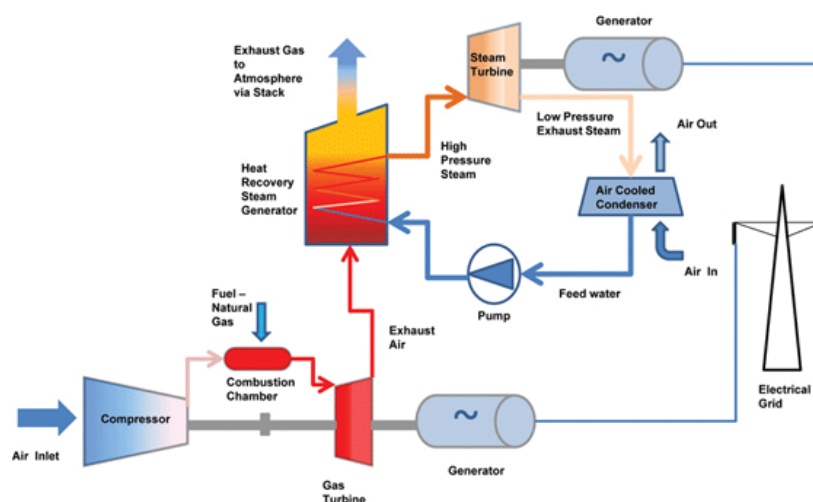 Generator
Exhaust Gas
to
Atmosphere
via Stack
Steam
Turbine
~
Low Pressure
Exhaust Steam
Air Out
High
Pressure
Steam
Heat
Recovery
Steam
Generator
Air Cooled
Condenser
Air In
Feed water
Pump
Fuel –
Natural
Gas
Exhaust
Air
Combustion
Chamber
Electrical
Grid
Compressor
~
Air Inlet
Generator
Gas
Turbine